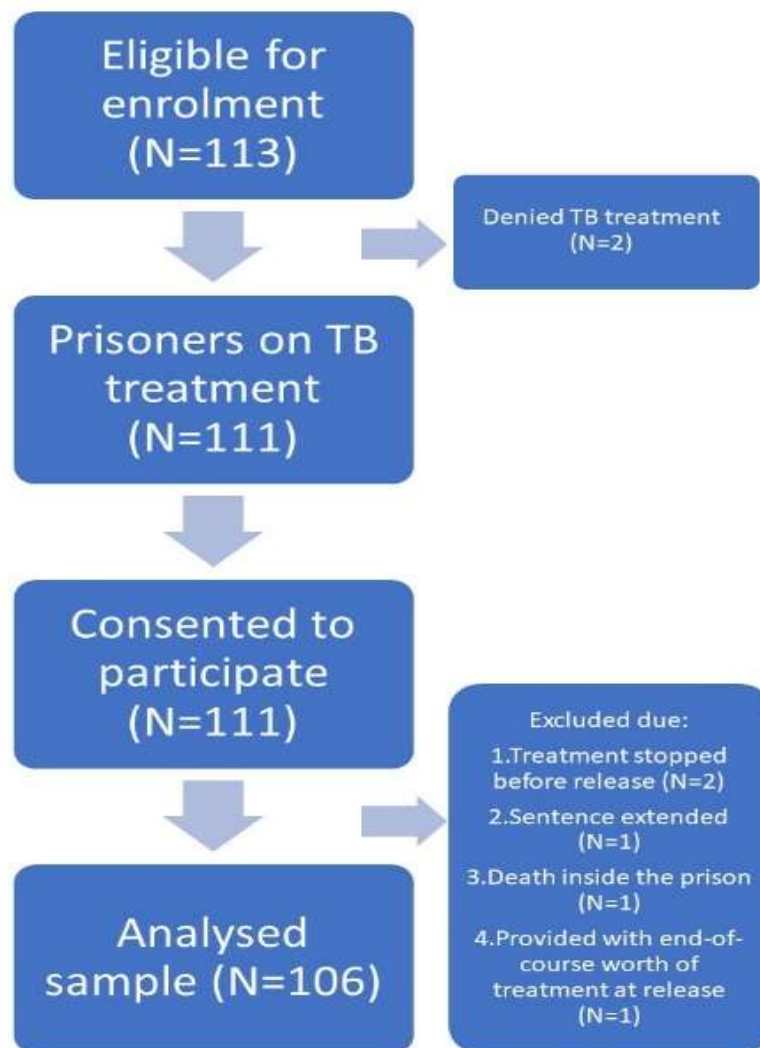 Eligible for
enrolment
(N=113)
Denied TB treatment
(N=2)
Prisoners on TB
treatment
(N=111)
Consented to
participate
(N=111)
Excluded due:
1.Treatment stopped
before release (N=2)
2.Sentence extended
(N=1)
3.Death inside the prison
(N=1)
4.Provided with end-of-
course worth of
treatment at release
(N=1)
Analysed
sample (N=106)